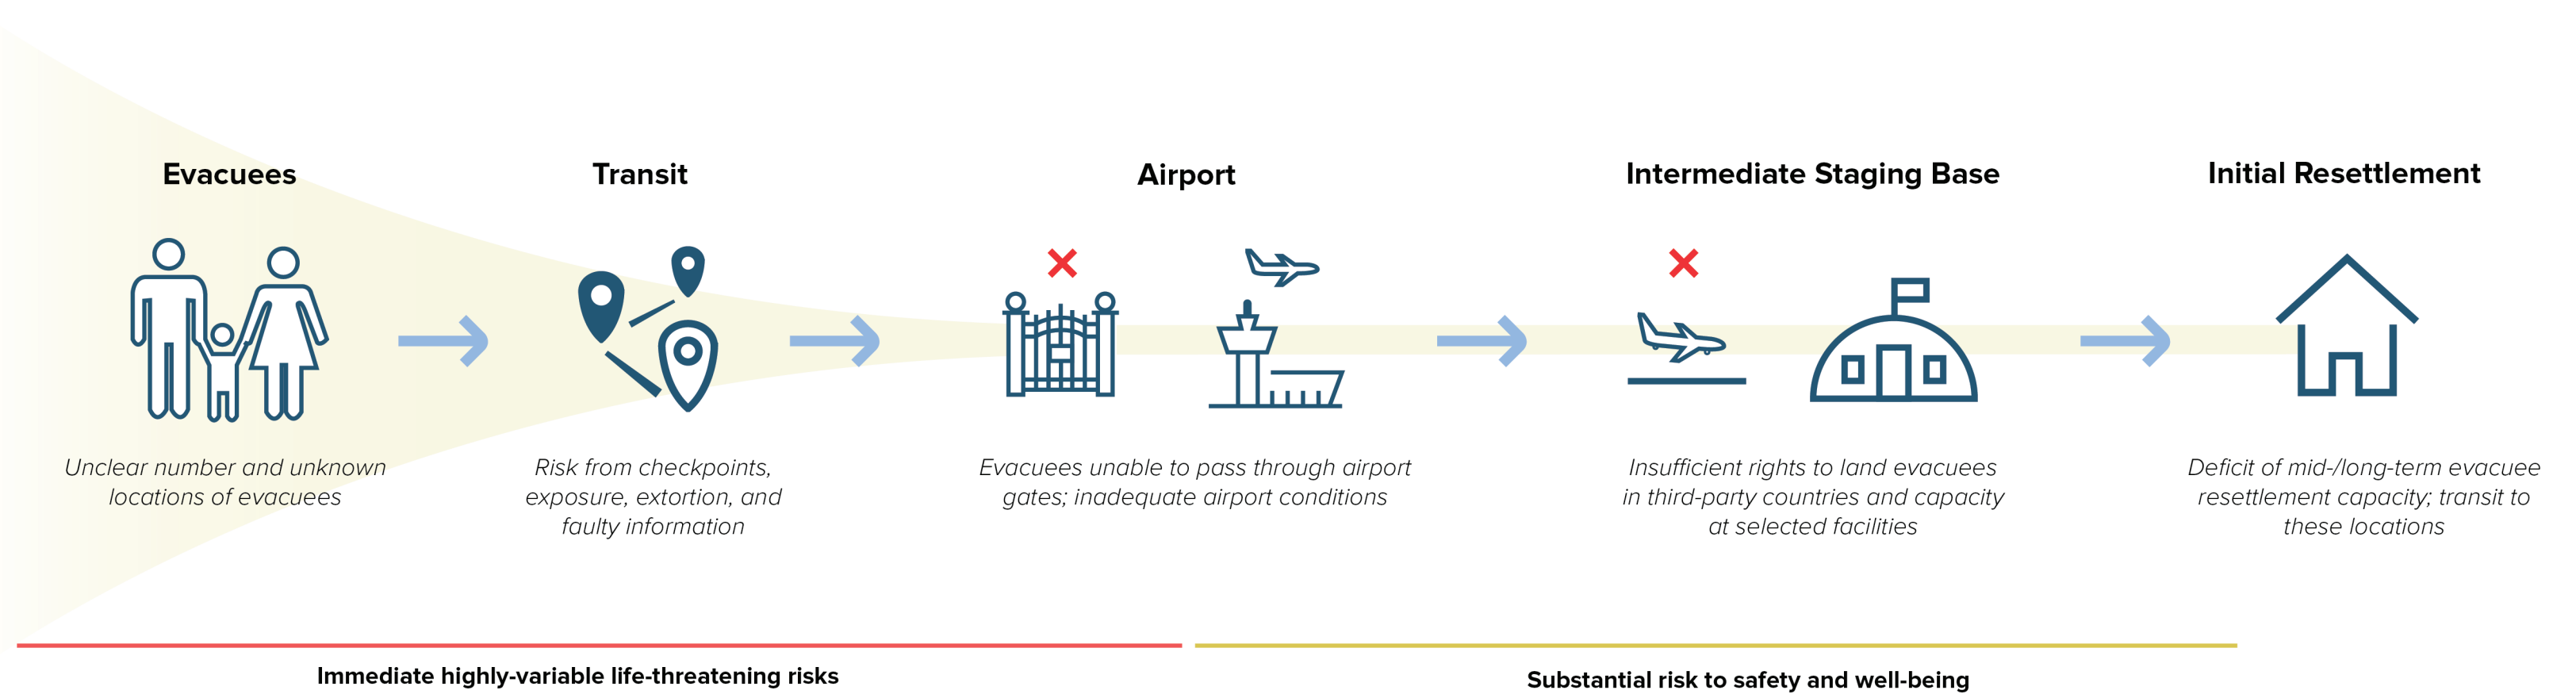 Evacuees
Transit
Airport
Intermediate Staging Base
Initial Resettlement
Unclear number and unknown
locations of evacuees
Risk from checkpoints,
exposure, extortion, and
faulty information
Evacuees unable to pass through airport
gates; inadequate airport conditions
Insufficient rights to land evacuees
in third-party countries and capacity
at selected facilities
Deficit of mid-/long-term evacuee
resettlement capacity; transit to
these locations
Immediate highly-variable life-threatening risks
Substantial risk to safety and well-being